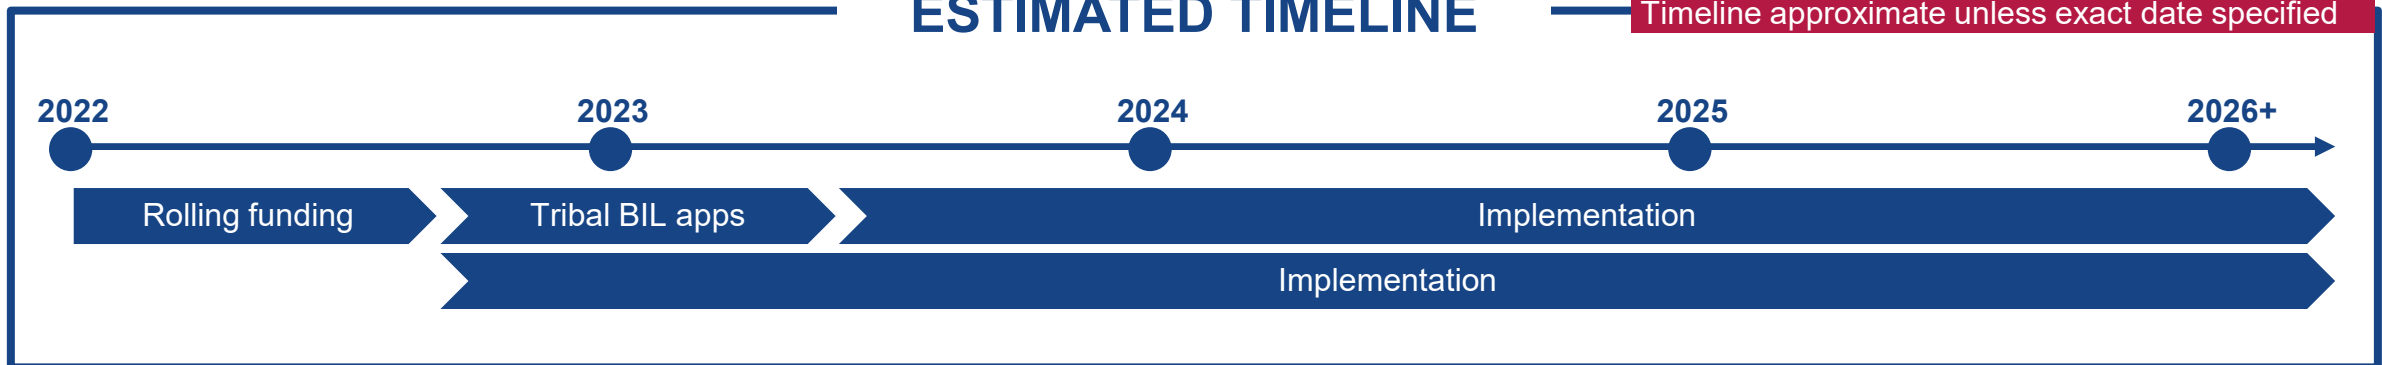 ESTIMATED TIMELINE
Timeline approximate unless exact date specified
2022 2023 2024 2025 2026+
Rolling funding Tribal BIL apps Implementation
Implementation